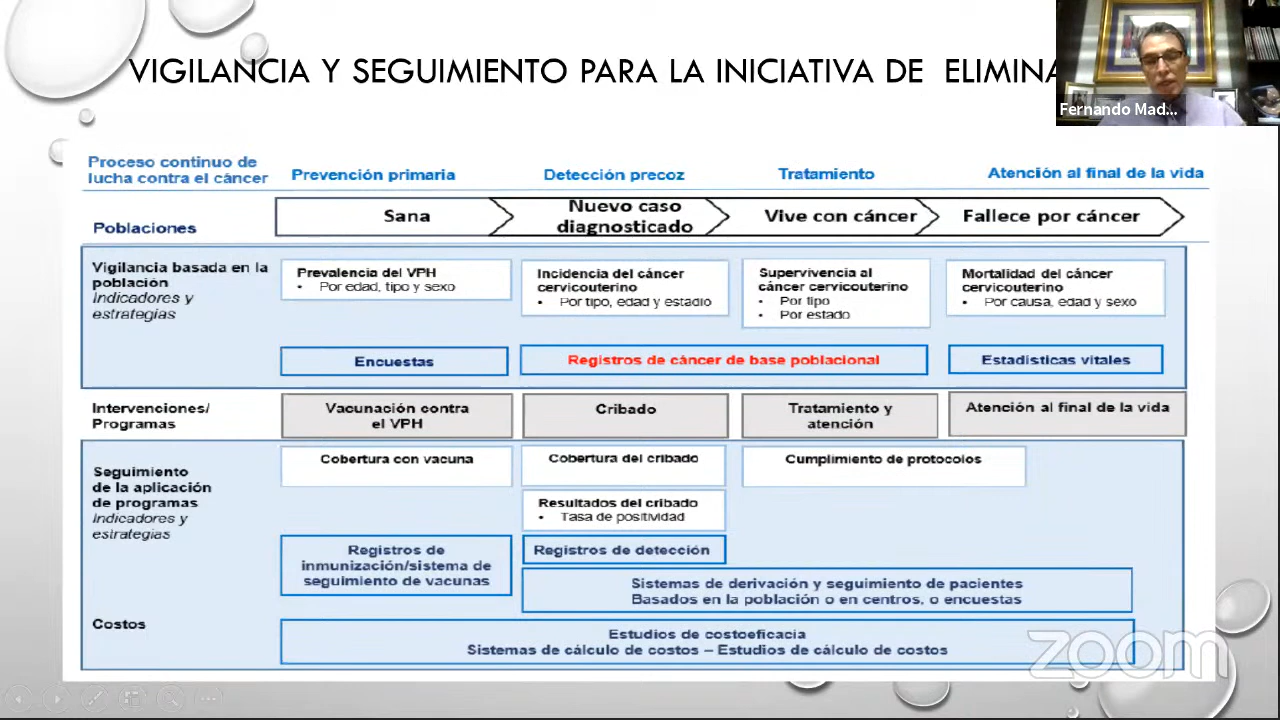 VIGILANCIA Y SEGUIMIENTO PARA LA INICIATIVA DE ELIMINA
Fernando Mad...
Proceso continuo de
lucha contra el cáncer
Prevención primaria
Detección precoz
Tratamiento
Atención al final de la vida
Poblaciones
Sana
Nuevo caso
diagnosticado
Vive con cáncer
Fallece por cáncer
Vigilancia basada en la
población
Indicadores y
estrategias
Prevalencia del VPH
• Por edad, tipo y sexo
Incidencia del cáncer
cervicouterino
• Por tipo, edad y estadio
Supervivencia al
cáncer cervicouterino
• Por tipo
• Por estado
Mortalidad del cáncer
cervicouterino
• Por causa, edad y sexo
Encuestas
Registros de cáncer de base poblacional
Estadísticas vitales
Intervenciones/
Programas
Vacunación contra
el VPH
Cribado
Tratamiento y
atención
Atención al final de la vida
Seguimiento
de la aplicación
de programas
Indicadores y
estrategias
Cobertura con vacuna
Cobertura del cribado
Cumplimiento de protocolos
Resultados del cribado
• Tasa de positividad
Registros de
inmunización/sistema de
seguimiento de vacunas
Registros de detección
Sistemas de derivación y seguimiento de pacientes
Basados en la población o en centros, o encuestas
Costos
Estudios de costoeficacia
Sistemas de cálculo de costos – Estudios de cálculo de costos
zoom